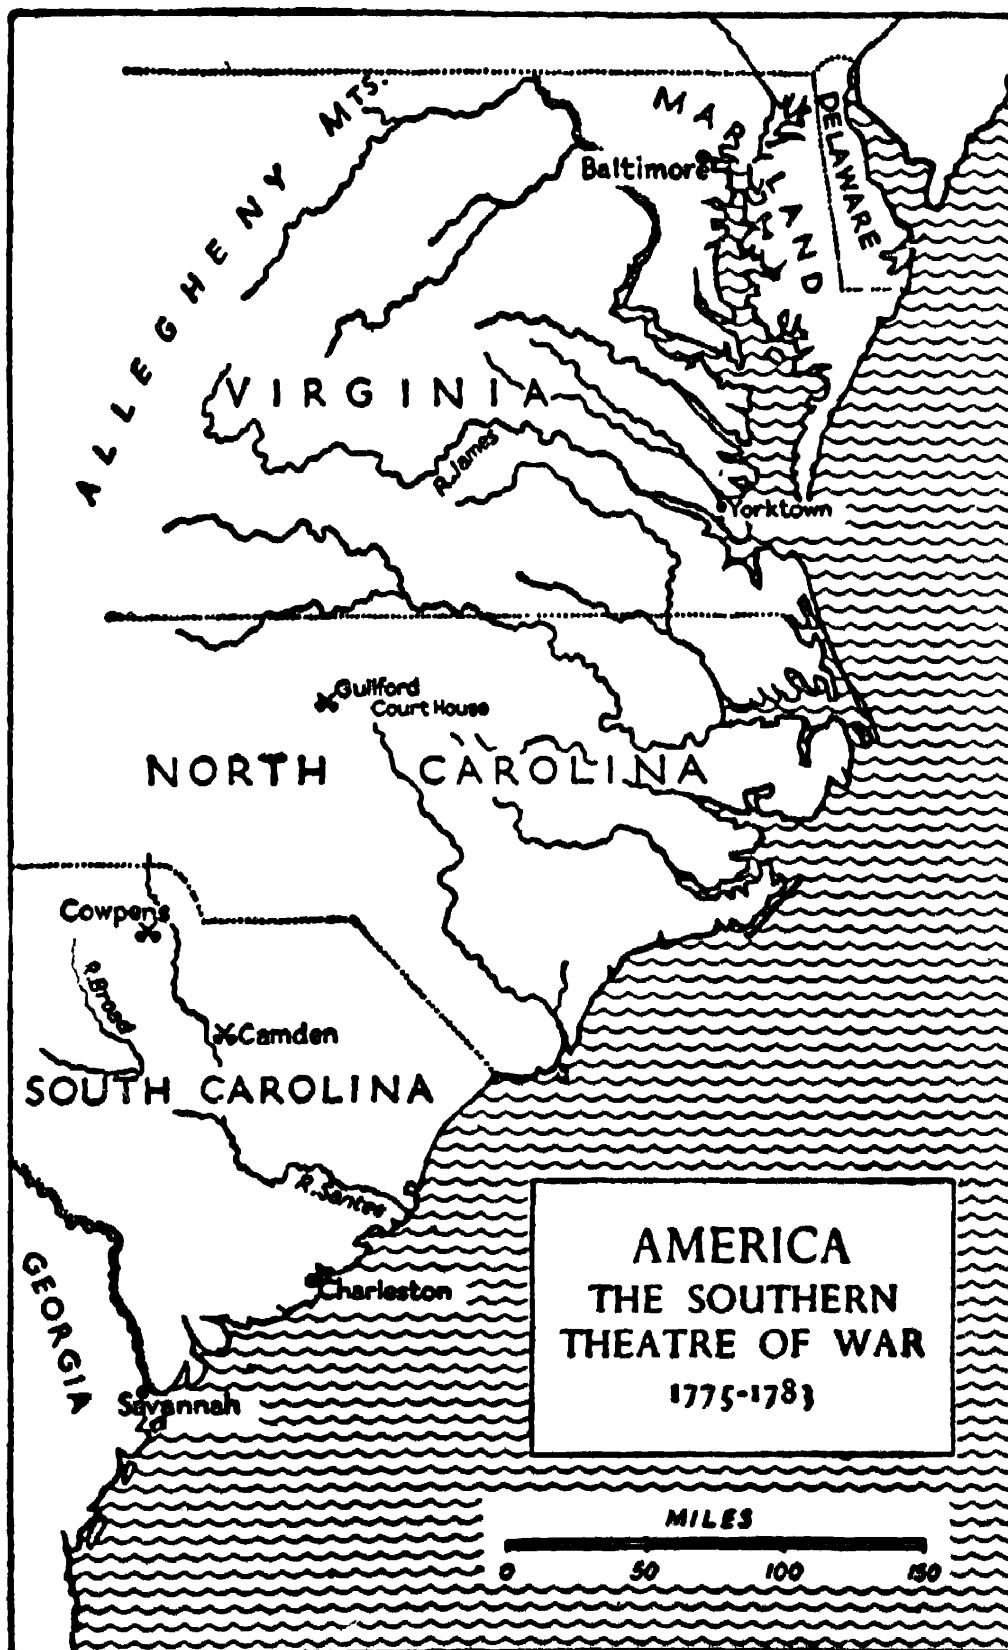 ALLEGHENY MTS.
MARYLAND
DELAWARE
Baltimore
VIRGINIA
R. James
Yorktown
Guilford
Court House
NORTH CAROLINA
Cowpens
R. Broad
Camden
SOUTH CAROLINA
R. Santee
GEORGIA
Charleston
Savannah
AMERICA
THE SOUTHERN
THEATRE OF WAR
1775-1783
MILES
0 50 100 150